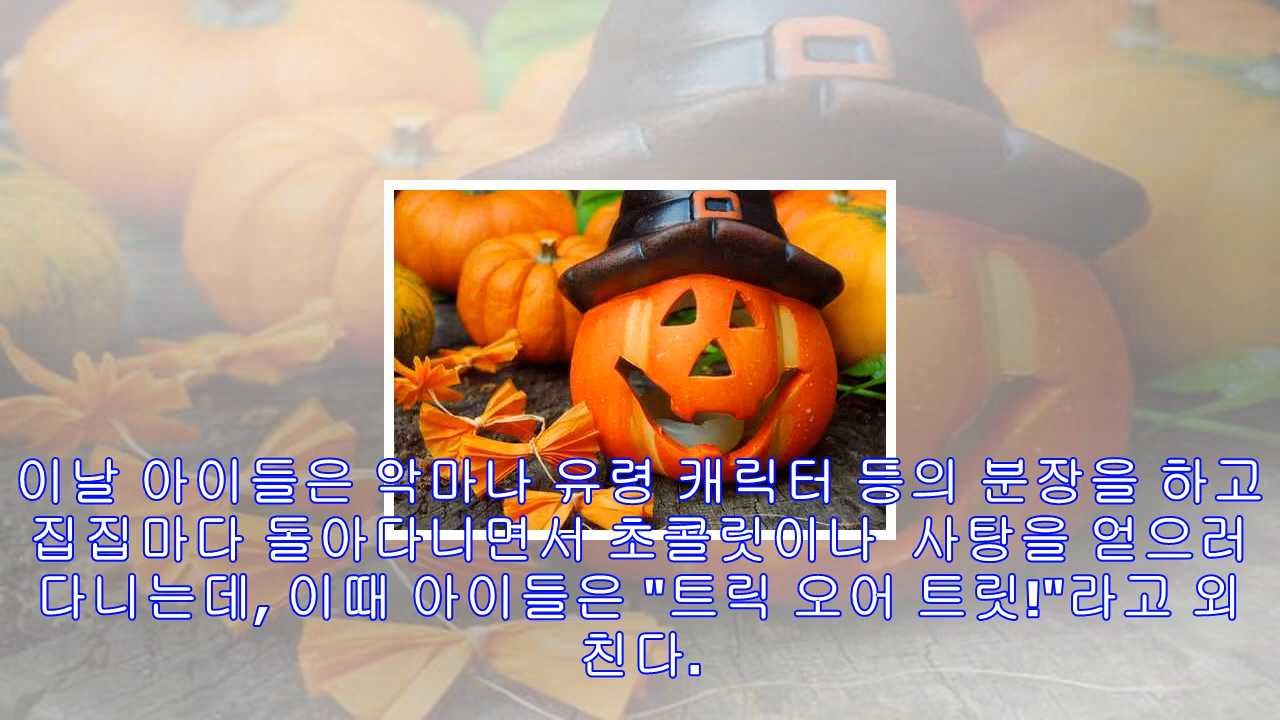 이날 아이들은 악마나 유령 캐릭터 등의 분장을 하고
집집마다 돌아다니면서 초콜릿이나  사탕을 얻으러
다니는데, 이때 아이들은 "트릭 오어 트릿!"라고 외
친다.